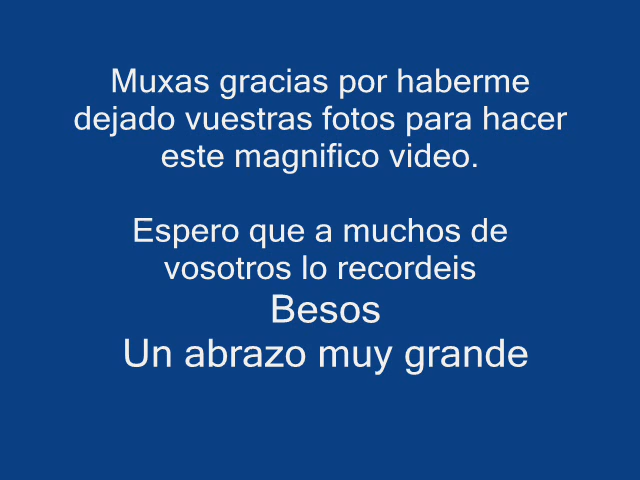 Muxas gracias por haberme
dejado vuestras fotos para hacer
este magnifico video.
Espero que a muchos de
vosotros lo recordeis
Besos
Un abrazo muy grande